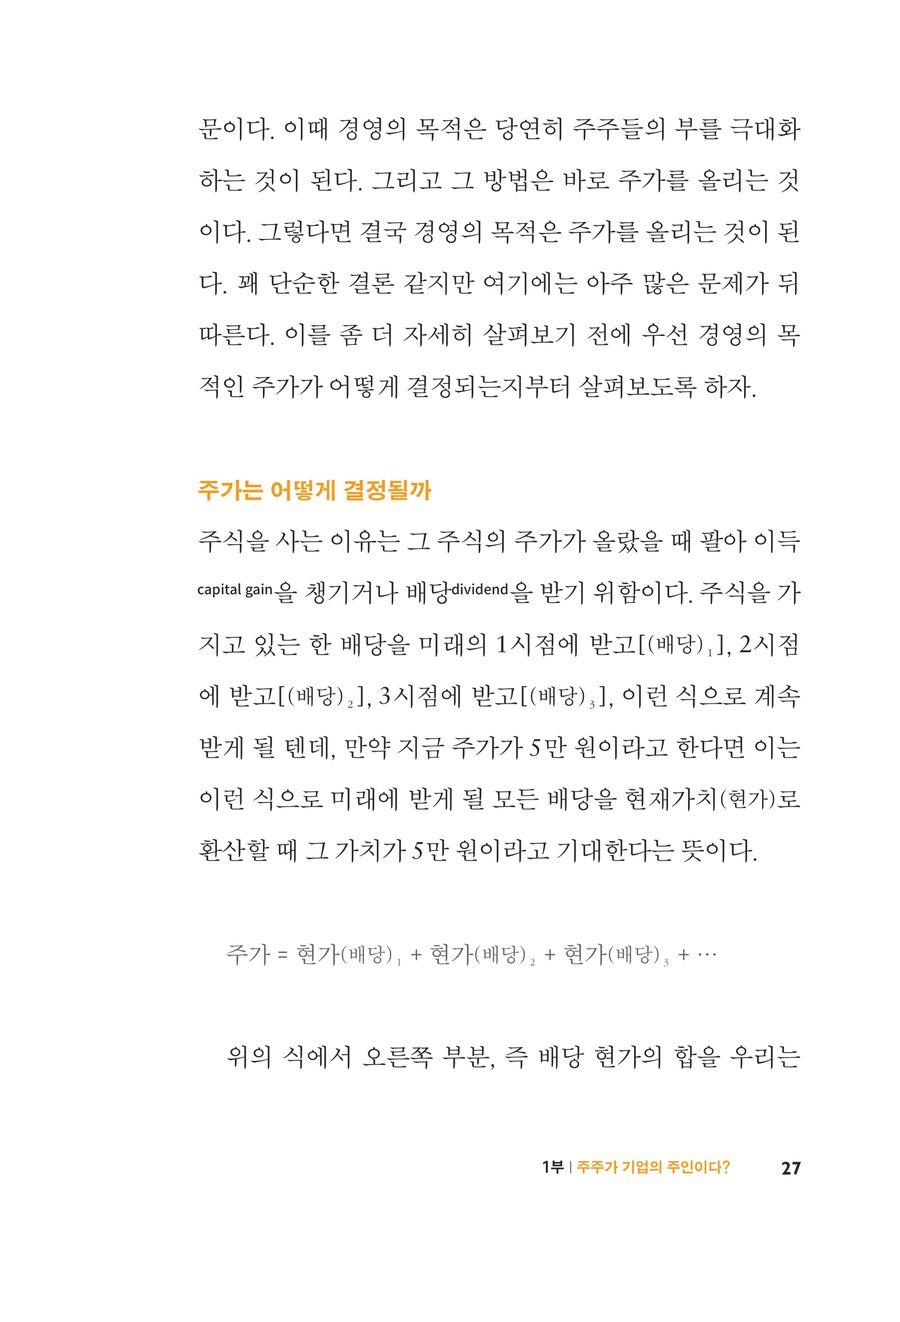 문이다. 이때 경영의 목적은 당연히 주주들의 부를 극대화
하는 것이 된다. 그리고 그 방법은 바로 주가를 올리는 것
이다. 그렇다면 결국 경영의 목적은 주가를 올리는 것이 된
다. 꽤 단순한 결론 같지만 여기에는 아주 많은 문제가 뒤
따른다. 이를 좀 더 자세히 살펴보기 전에 우선 경영의 목
적인 주가가 어떻게 결정되는지부터 살펴보도록 하자.
주가는 어떻게 결정될까
주식을 사는 이유는 그 주식의 주가가 올랐을 때 팔아 이득
capital gain을 챙기거나 배당dividend을 받기 위함이다. 주식을 가
지고 있는 한 배당을 미래의 1시점에 받고[(배당)₁], 2시점
에 받고[(배당)₂], 3시점에 받고[(배당)₃], 이런 식으로 계속
받게 될 텐데, 만약 지금 주가가 5만 원이라고 한다면 이는
이런 식으로 미래에 받게 될 모든 배당을 현재가치(현가)로
환산할 때 그 가치가 5만 원이라고 기대한다는 뜻이다.
주가 = 현가(배당)₁ + 현가(배당)₂ + 현가(배당)₃ + ⋯
위의 식에서 오른쪽 부분, 즉 배당 현가의 합을 우리는
1부 | 주주가 기업의 주인이다? 27